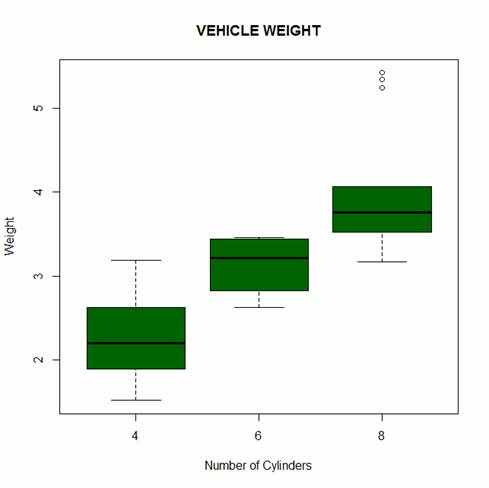 VEHICLE WEIGHT
5
4
3
2
Weight
4 6 8
Number of Cylinders